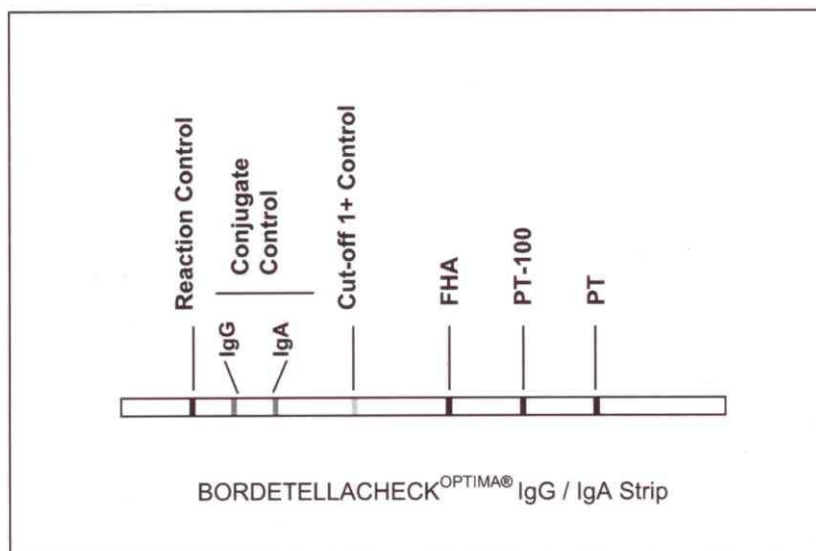 Reaction Control
Conjugate
Control
IgG
IgA
Cut-off 1+ Control
FHA
PT-100
PT
BORDETELLACHECK OPTIMA® IgG / IgA Strip